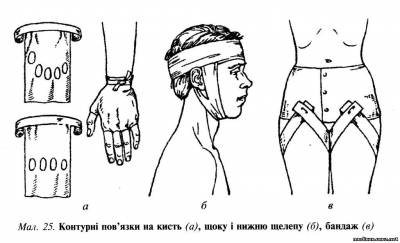 а
б
в
Мал. 25. Контурні пов'язки на кисть (а), щоку і нижню щелепу (б), бандаж (в)